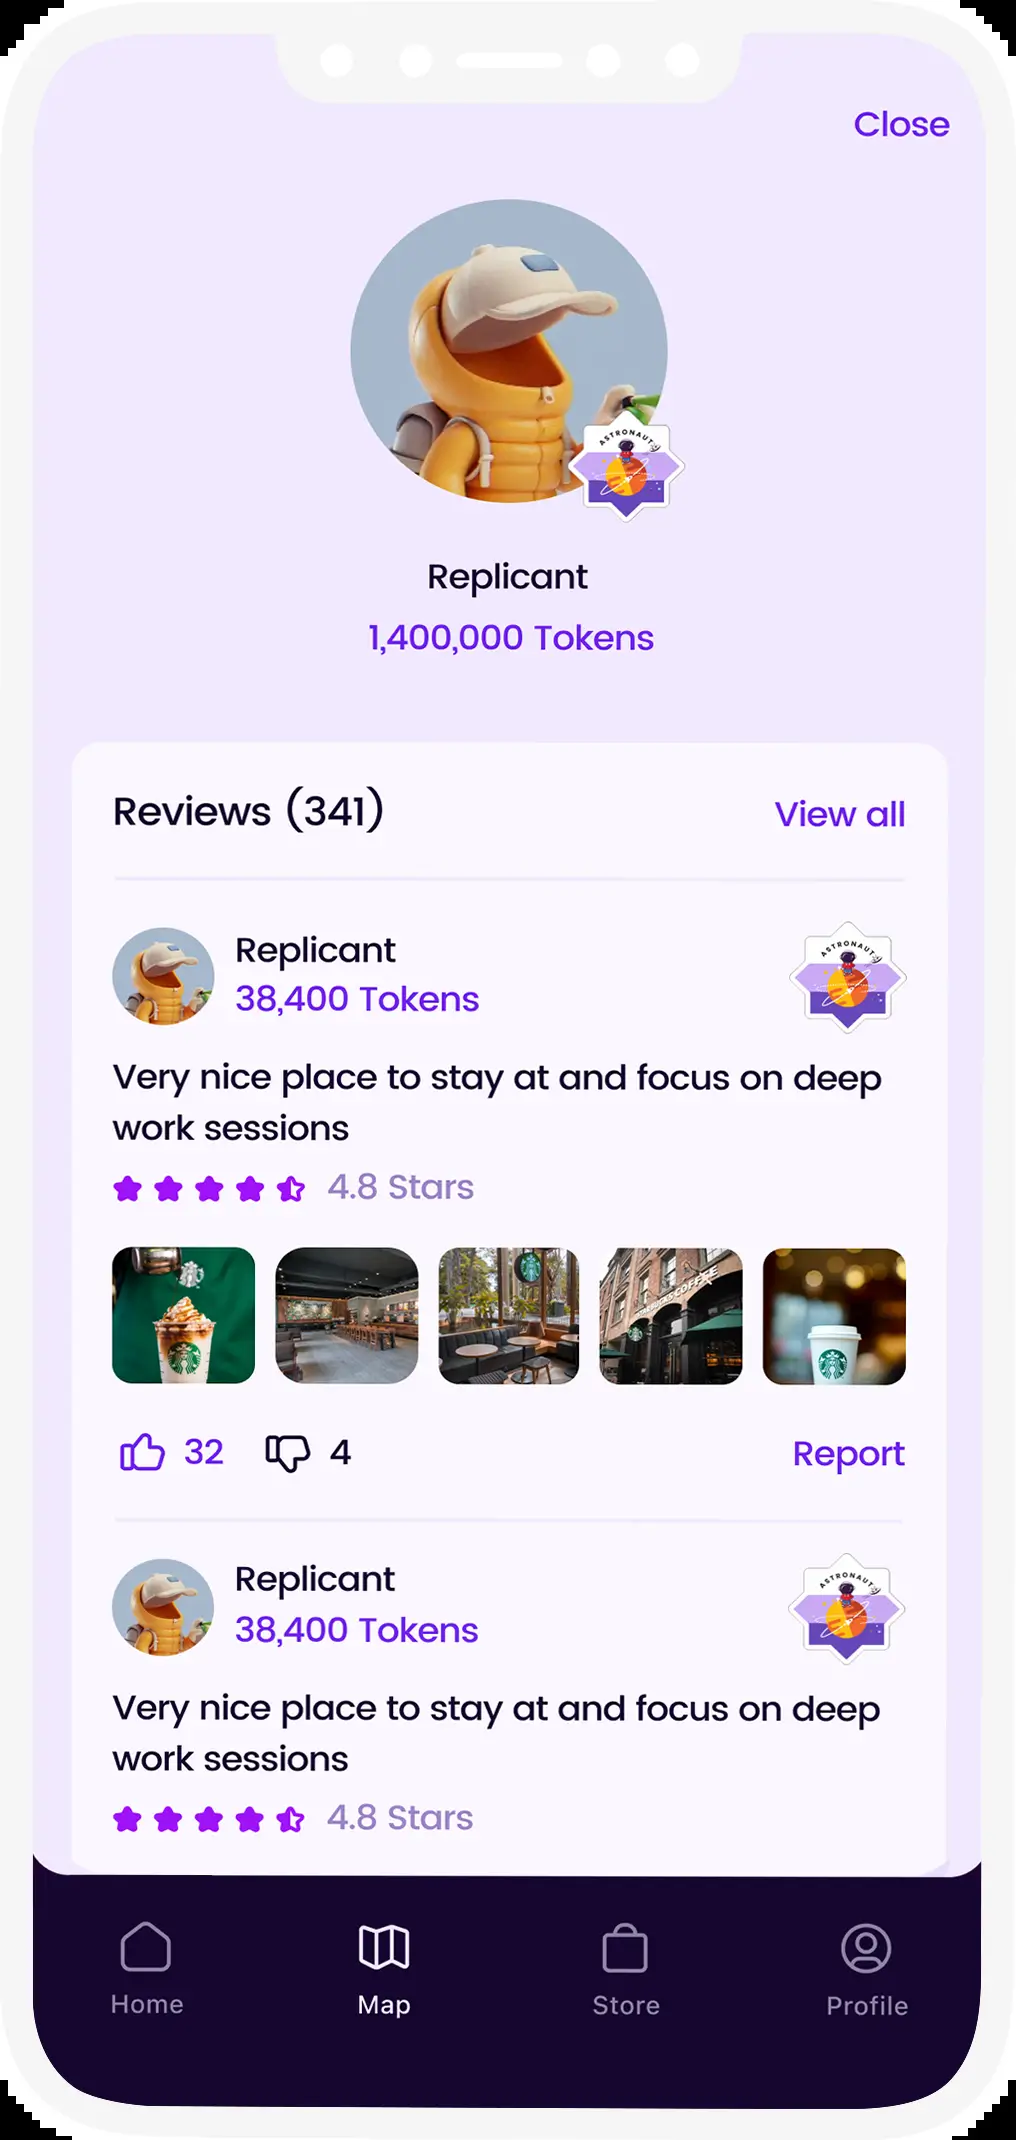 Close
ASTRONAUT
Replicant
1,400,000 Tokens
Reviews (341)
View all
Replicant
38,400 Tokens
ASTRONAUT
Very nice place to stay at and focus on deep
work sessions
4.8 Stars
STARBUCKS COFFEE
32
4
Report
Replicant
38,400 Tokens
ASTRONAUT
Very nice place to stay at and focus on deep
work sessions
4.8 Stars
Home
Map
Store
Profile